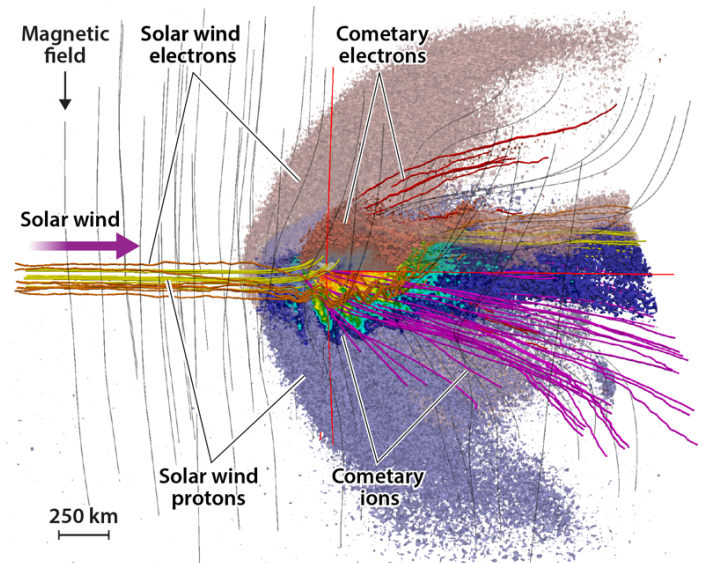 Magnetic
field
Solar wind
electrons
Cometary
electrons
Solar wind
Solar wind
protons
Cometary
ions
250 km